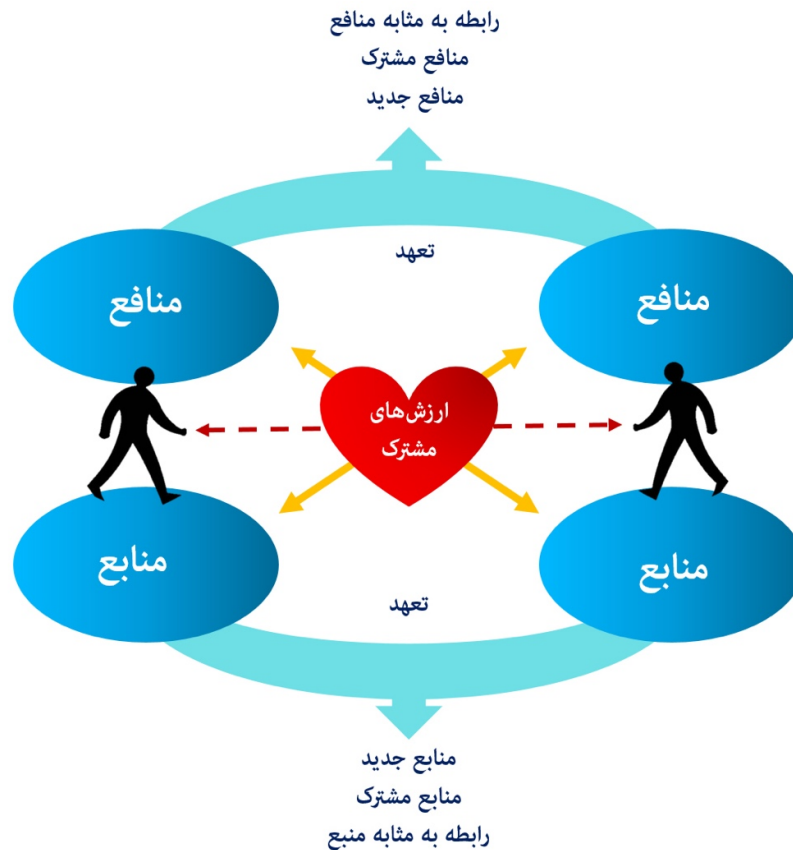 رابطه به مثابه منافع
منافع مشترک
منافع جدید
تعهد
منافع
منافع
ارزش‌های
مشترک
منابع
منابع
تعهد
منابع جدید
منابع مشترک
رابطه به مثابه منبع